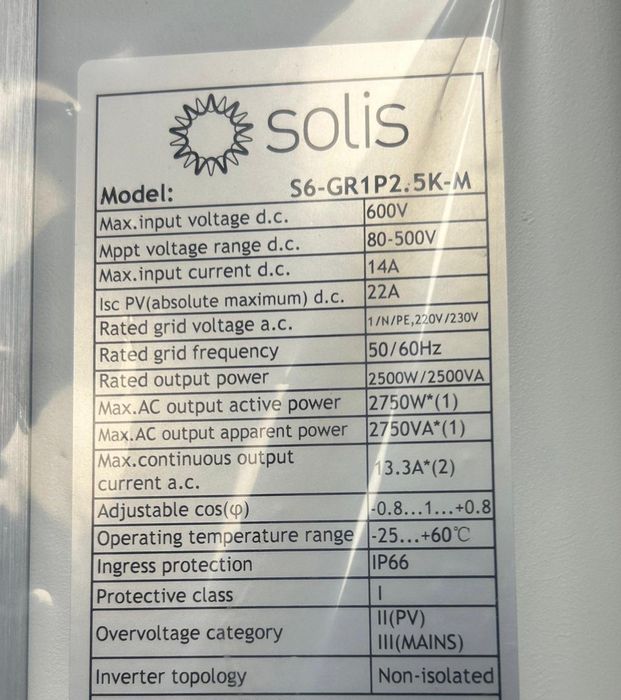 solis
Model: S6-GR1P2.5K-M
Max.input voltage d.c. 600V
Mppt voltage range d.c. 80-500V
Max.input current d.c. 14A
Isc PV(absolute maximum) d.c. 22A
Rated grid voltage a.c. 1/N/PE,220V/230V
Rated grid frequency 50/60Hz
Rated output power 2500W/2500VA
Max.AC output active power 2750W*(1)
Max.AC output apparent power 2750VA*(1)
Max.continuous output
current a.c. 13.3A*(2)
Adjustable cos(φ) -0.8...1...+0.8
Operating temperature range -25...+60℃
Ingress protection IP66
Protective class I
Overvoltage category II(PV)
III(MAINS)
Inverter topology Non-isolated